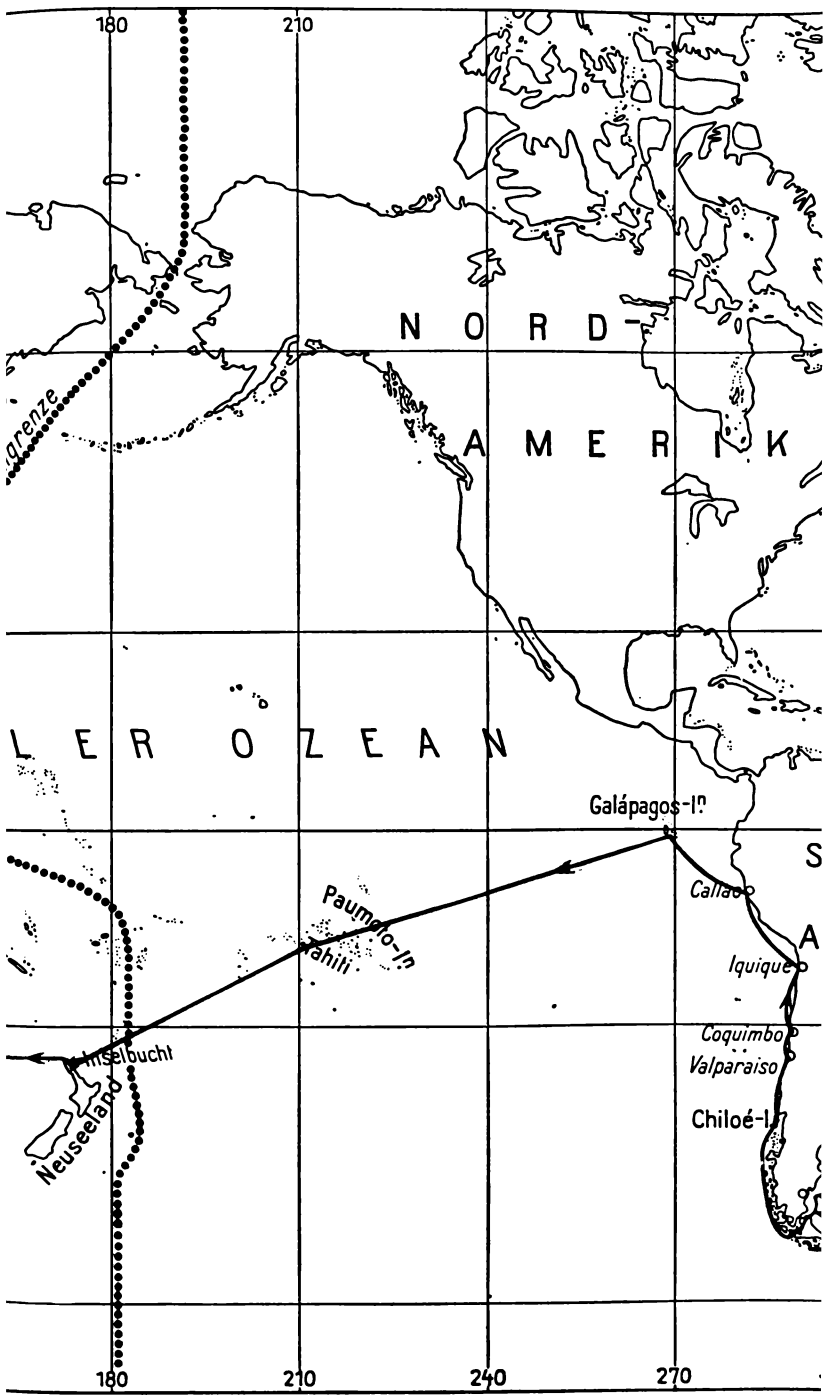 180
210
NORD-
grenze
AMERIK
LER OZEAN
Galápagos-Iⁿ.
S
Callao
Paumoto-Iⁿ
Tahiti
A
Iquique
Coquimbo
Inselbucht
Valparaiso
Neuseeland
Chiloé-I.
180
210
240
270